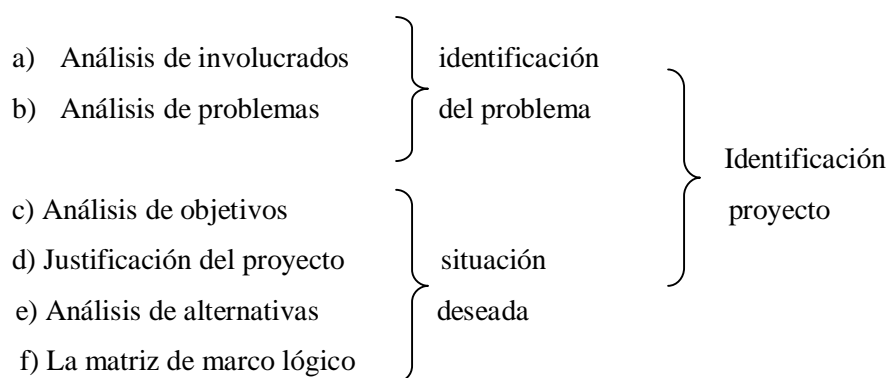 a) Análisis de involucrados
b) Análisis de problemas
identificación
del problema
c) Análisis de objetivos
d) Justificación del proyecto
e) Análisis de alternativas
f) La matriz de marco lógico
situación
deseada
Identificación
proyecto